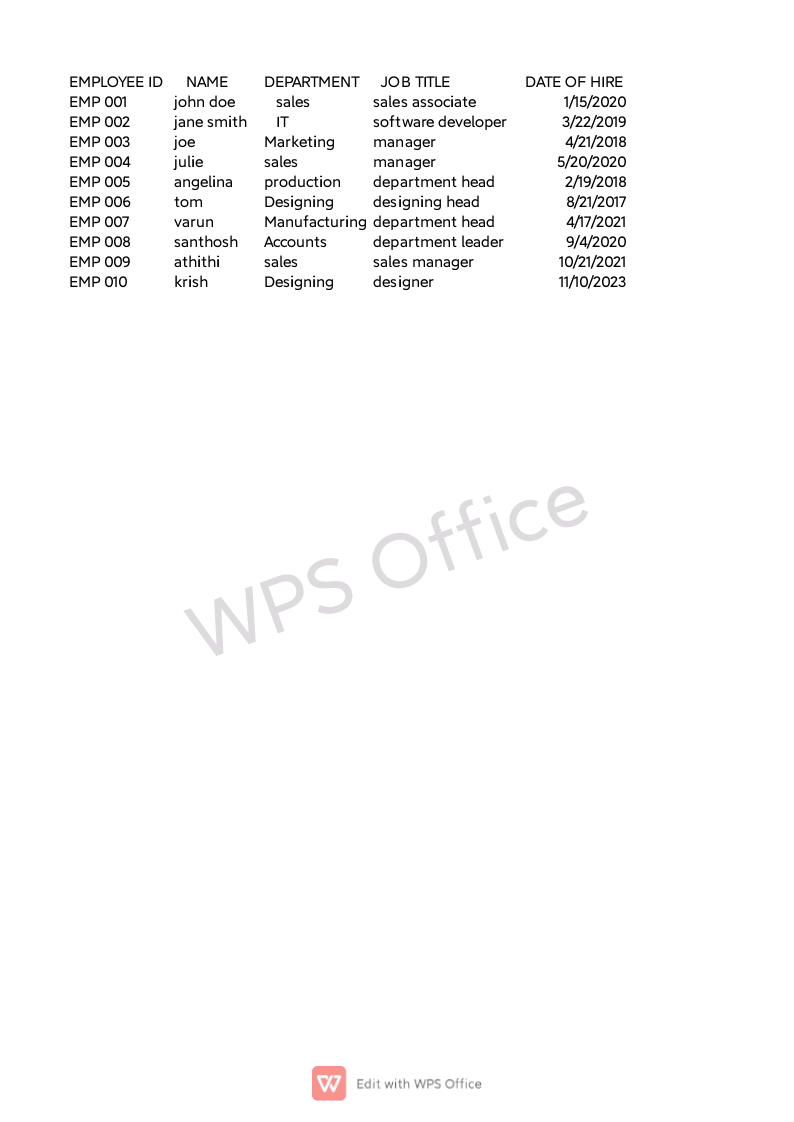 EMPLOYEE ID NAME DEPARTMENT JOB TITLE DATE OF HIRE
EMP 001 john doe sales sales associate 1/15/2020
EMP 002 jane smith IT software developer 3/22/2019
EMP 003 joe Marketing manager 4/21/2018
EMP 004 julie sales manager 5/20/2020
EMP 005 angelina production department head 2/19/2018
EMP 006 tom Designing designing head 8/21/2017
EMP 007 varun Manufacturing department head 4/17/2021
EMP 008 santhosh Accounts department leader 9/4/2020
EMP 009 athithi sales sales manager 10/21/2021
EMP 010 krish Designing designer 11/10/2023
WPS Office
Edit with WPS Office